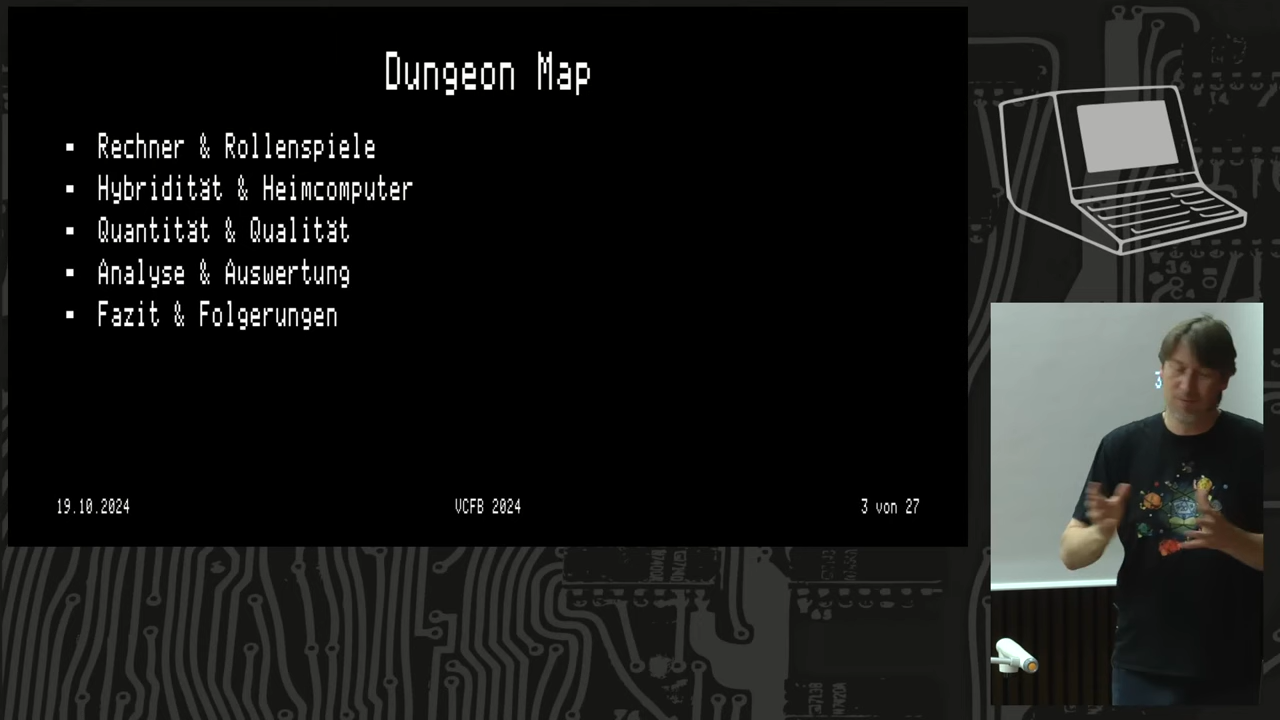 Dungeon Map
▪ Rechner & Rollenspiele
▪ Hybridität & Heimcomputer
▪ Quantität & Qualität
▪ Analyse & Auswertung
▪ Fazit & Folgerungen
19.10.2024 VCFB 2024 3 von 27